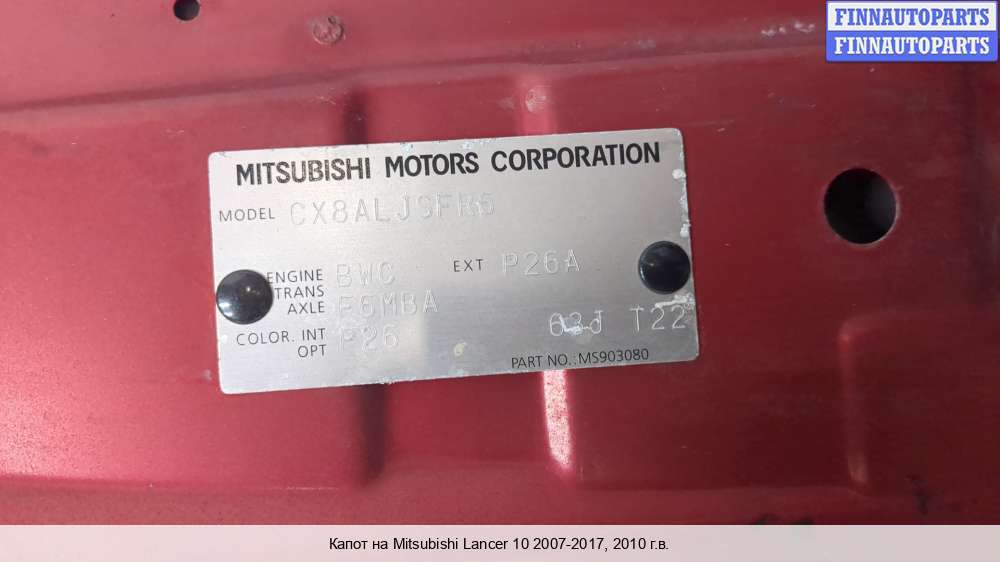 FINNAUTOPARTS
FINNAUTOPARTS
MITSUBISHI MOTORS CORPORATION
MODEL CX8ALJSFR6
ENGINE BWC EXT P26A
TRANS
AXLE F6MBA
COLOR. INT P26 63J T22
OPT
PART NO.:MS903080
Капот на Mitsubishi Lancer 10 2007-2017, 2010 г.в.